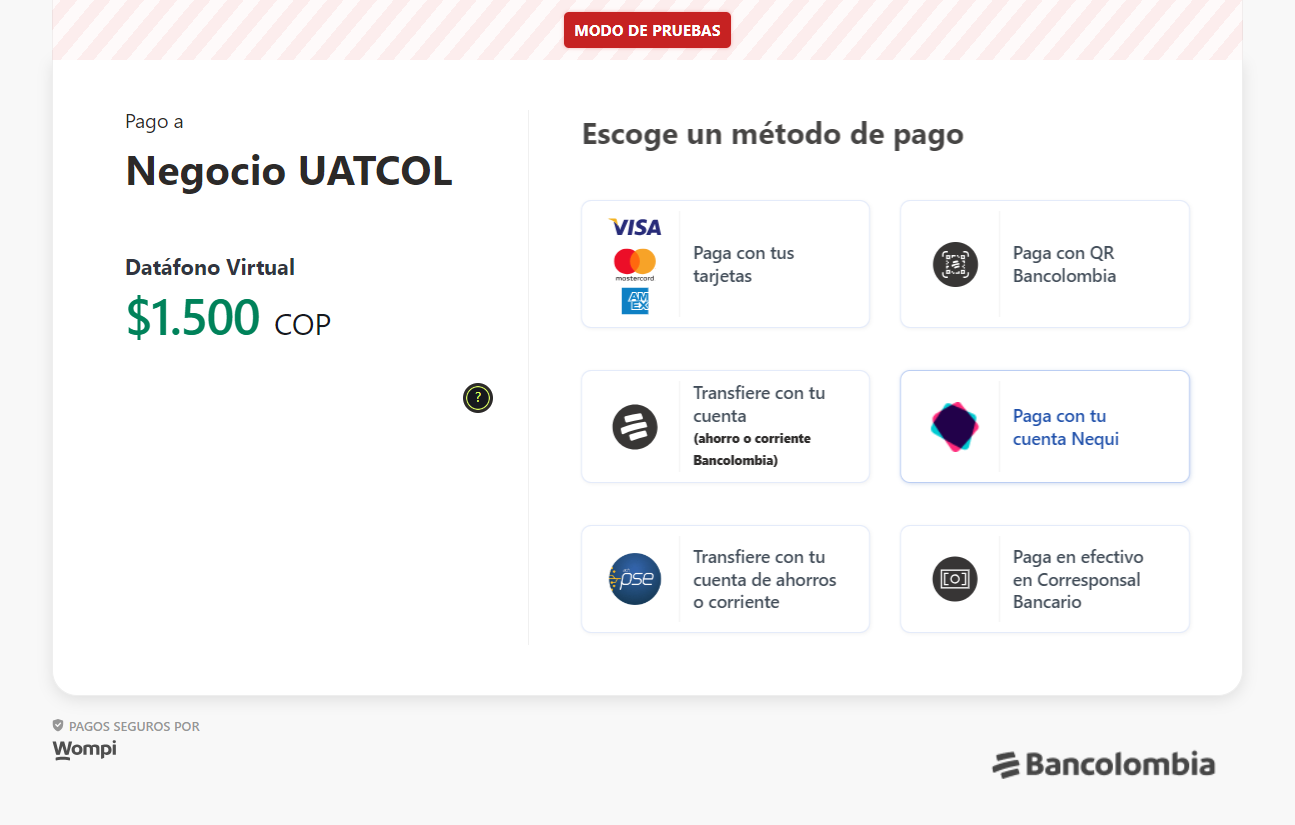 MODO DE PRUEBAS
Pago a
Negocio UATCOL
Datáfono Virtual
$1.500 COP
?
Escoge un método de pago
VISA
mastercard
AM
EX
Paga con tus
tarjetas
Paga con QR
Bancolombia
Transfiere con tu
cuenta
(ahorro o corriente
Bancolombia)
Paga con tu
cuenta Nequi
pse
Transfiere con tu
cuenta de ahorros
o corriente
Paga en efectivo
en Corresponsal
Bancario
PAGOS SEGUROS POR
Wompi
Bancolombia